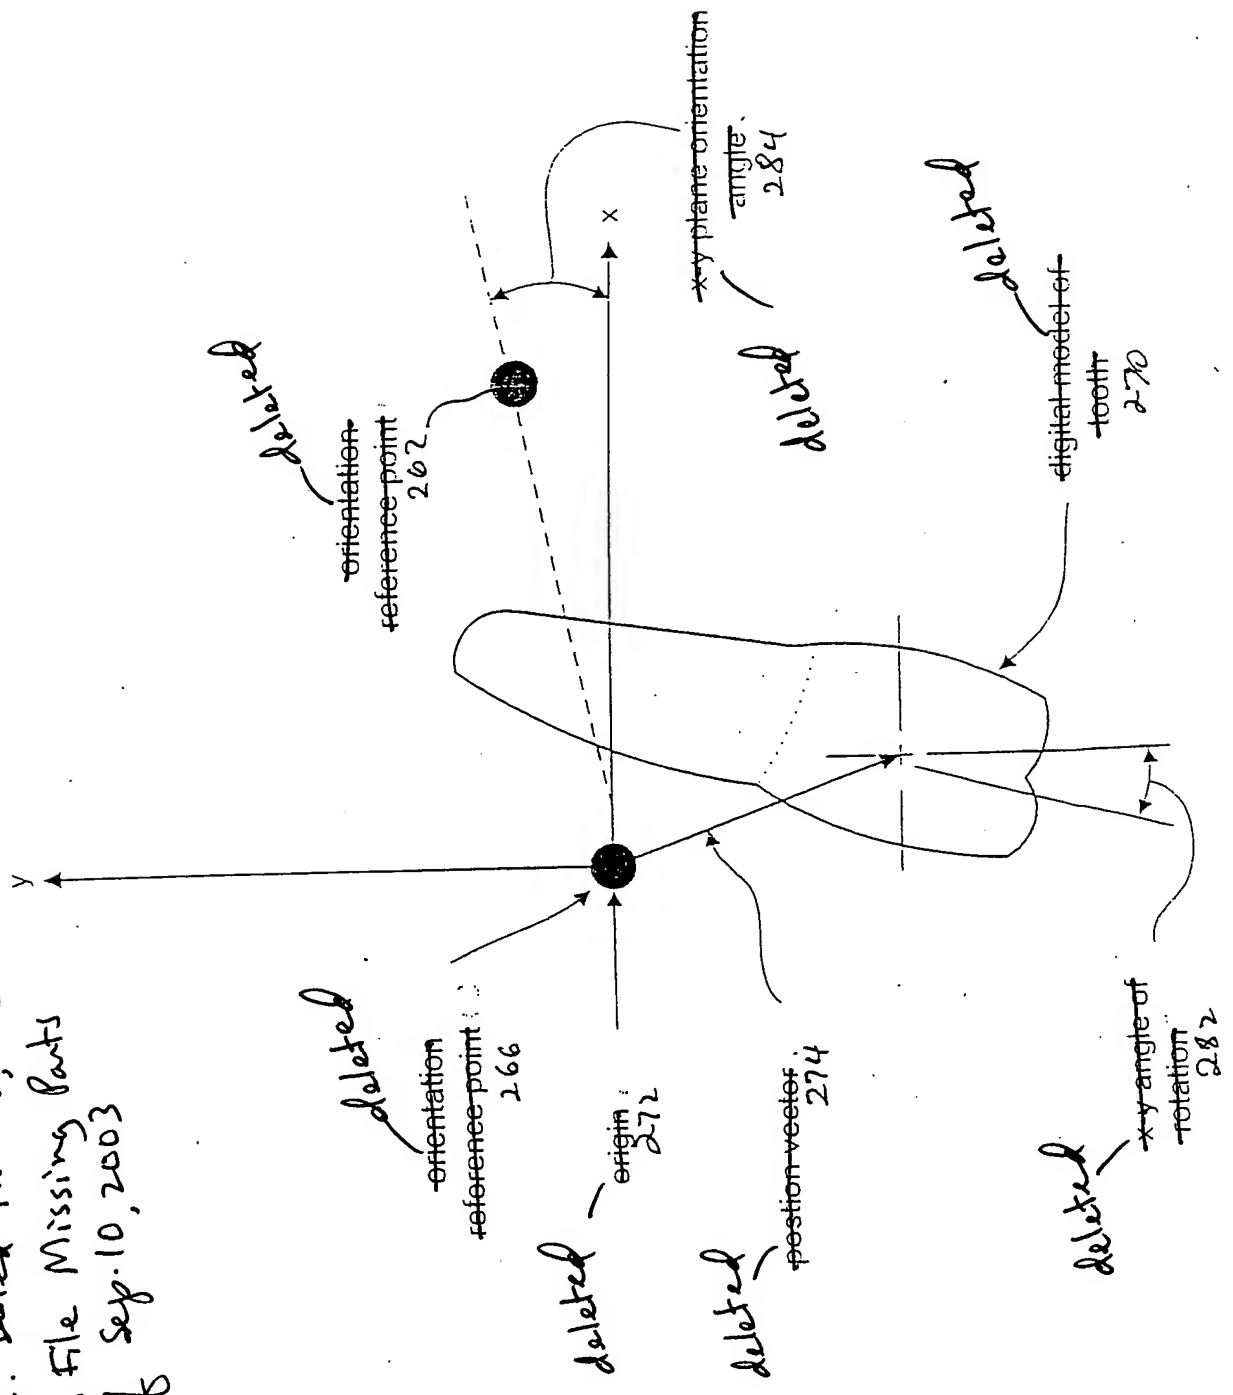 File Missing Parts
Sep. 10, 2003
y
deleted
orientation
reference point
266
deleted
origin
272
deleted
postion vector.
274
deleted
x-y angle of
rotation
282
deleted
orientation
reference point
262
x
x-y plane orientation
angle.
284
deleted
deleted
digital model of
tooth
270